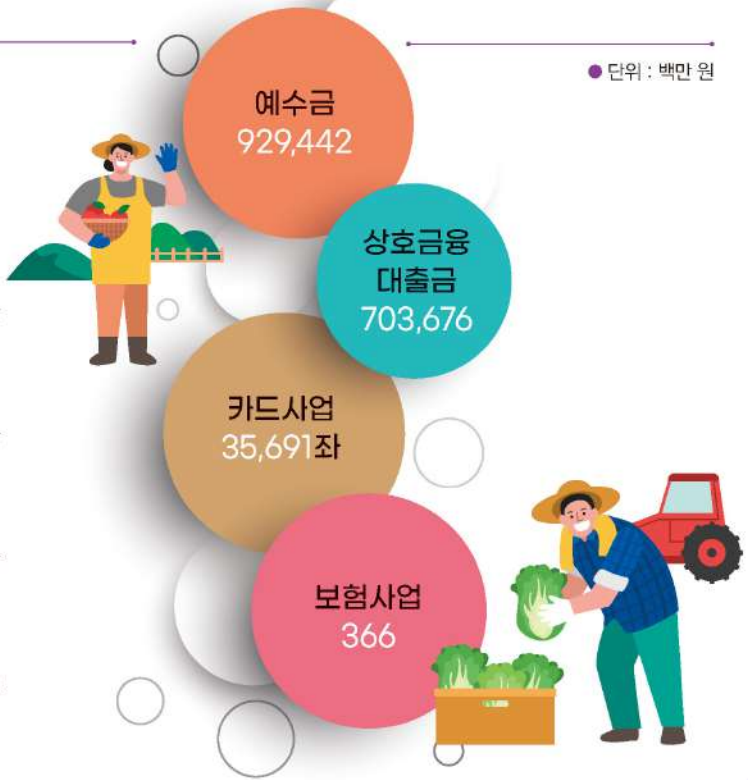 ● 단위 : 백만 원
예수금
929,442
상호금융
대출금
703,676
카드사업
35,691좌
보험사업
366